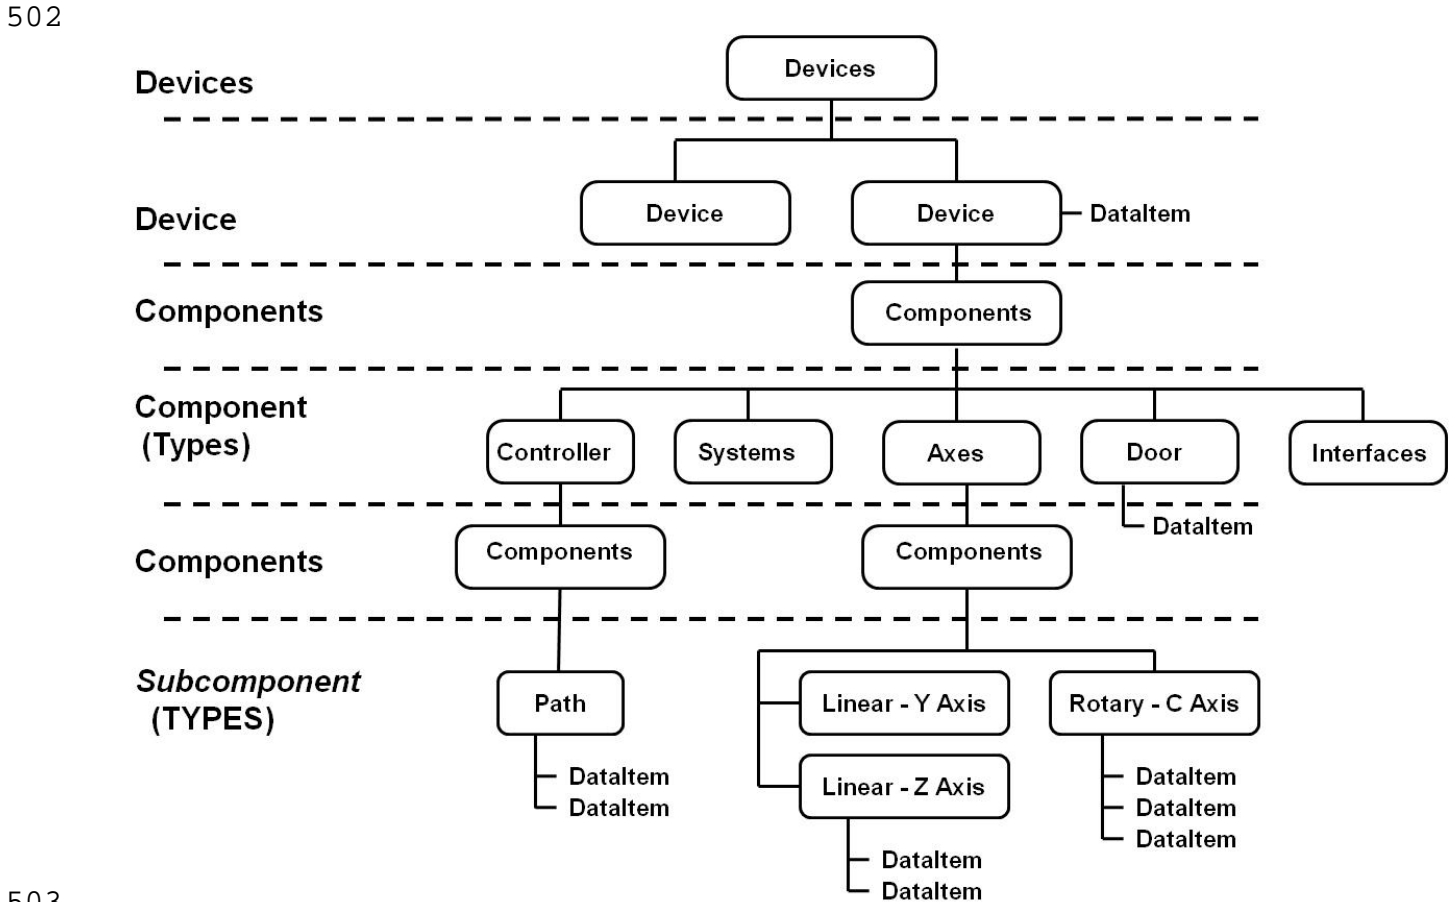 502
Devices
Devices
Device
Device
Device
DataItem
Components
Components
Component
(Types)
Controller
Systems
Axes
Door
Interfaces
DataItem
Components
Components
Components
Subcomponent
(TYPES)
Path
Linear - Y Axis
Rotary - C Axis
DataItem
DataItem
Linear - Z Axis
DataItem
DataItem
DataItem
DataItem
DataItem
503